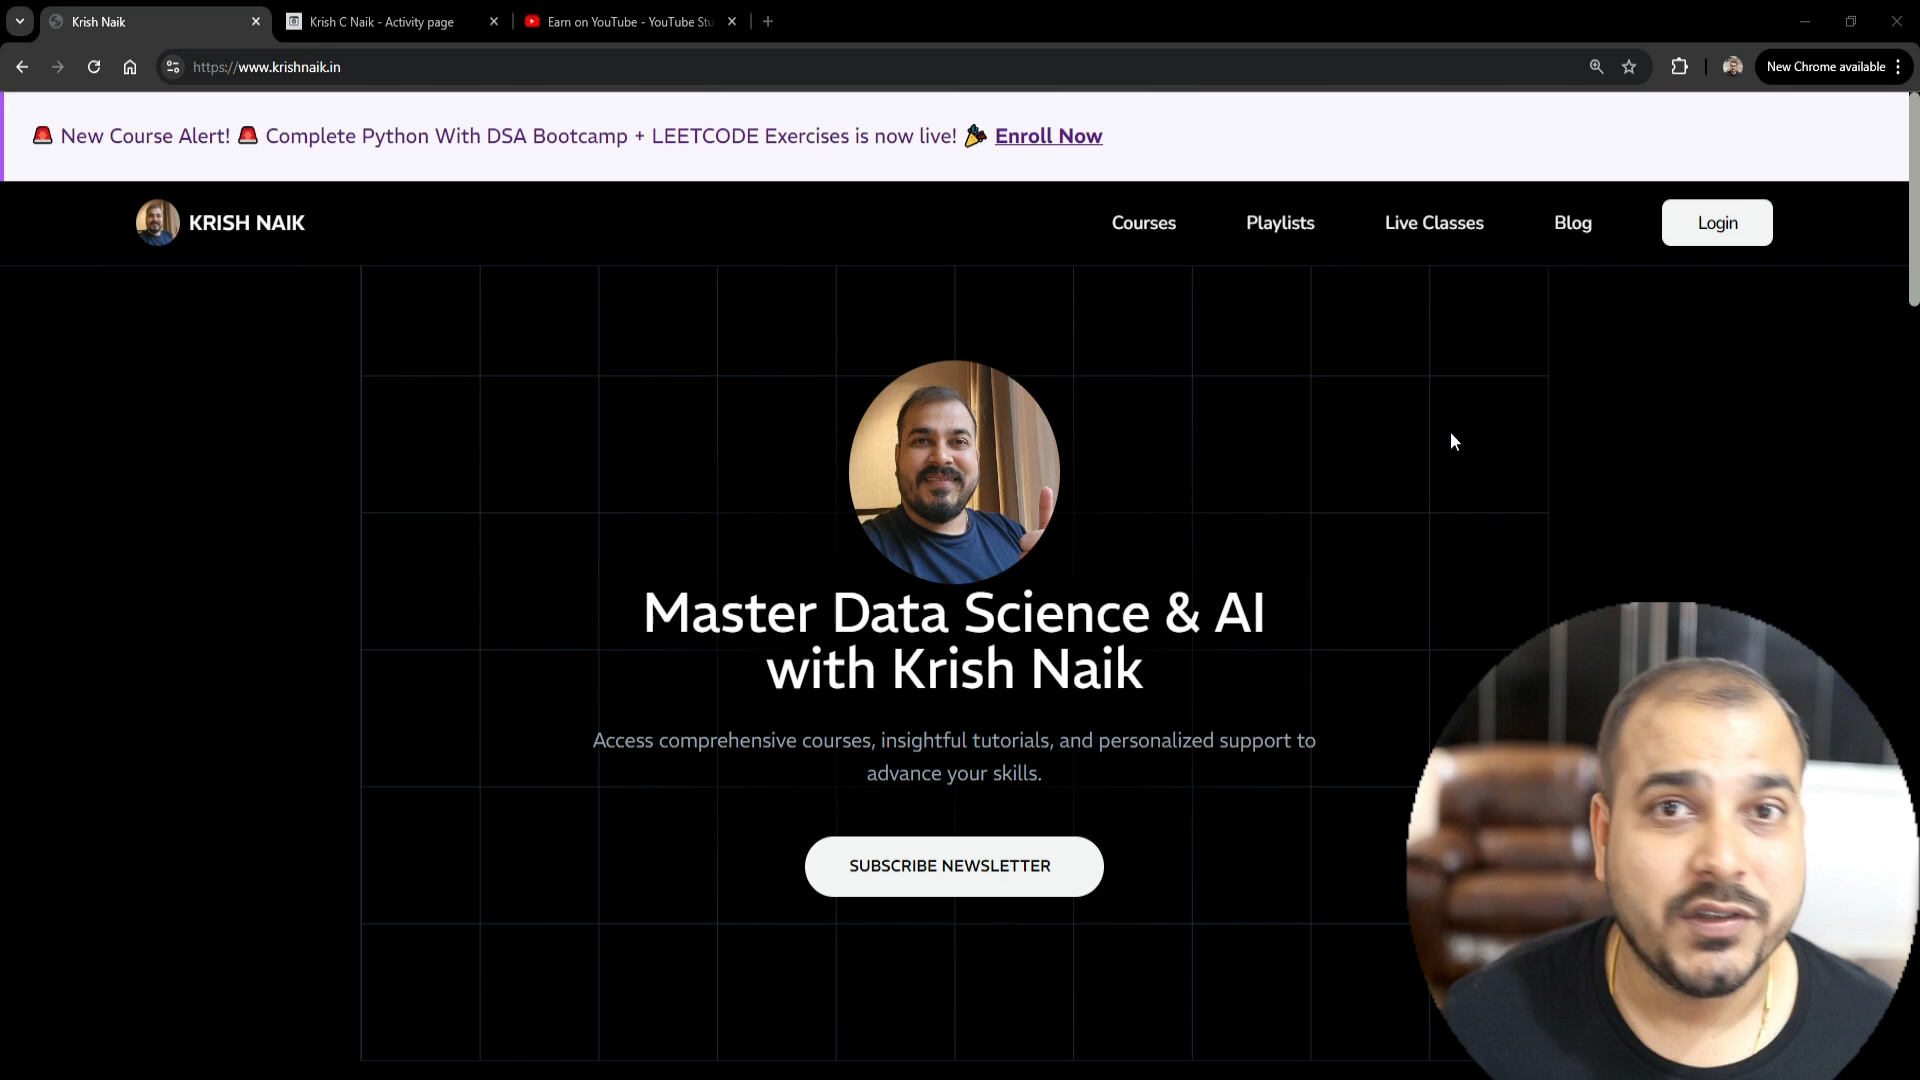 Krish Naik
Krish C Naik - Activity page
Earn on YouTube - YouTube Stu
https://www.krishnaik.in
New Chrome available
🚨 New Course Alert! 🚨 Complete Python With DSA Bootcamp + LEETCODE Exercises is now live! 🎉 Enroll Now
KRISH NAIK
Courses
Playlists
Live Classes
Blog
Login
Master Data Science & AI
with Krish Naik
Access comprehensive courses, insightful tutorials, and personalized support to
advance your skills.
SUBSCRIBE NEWSLETTER